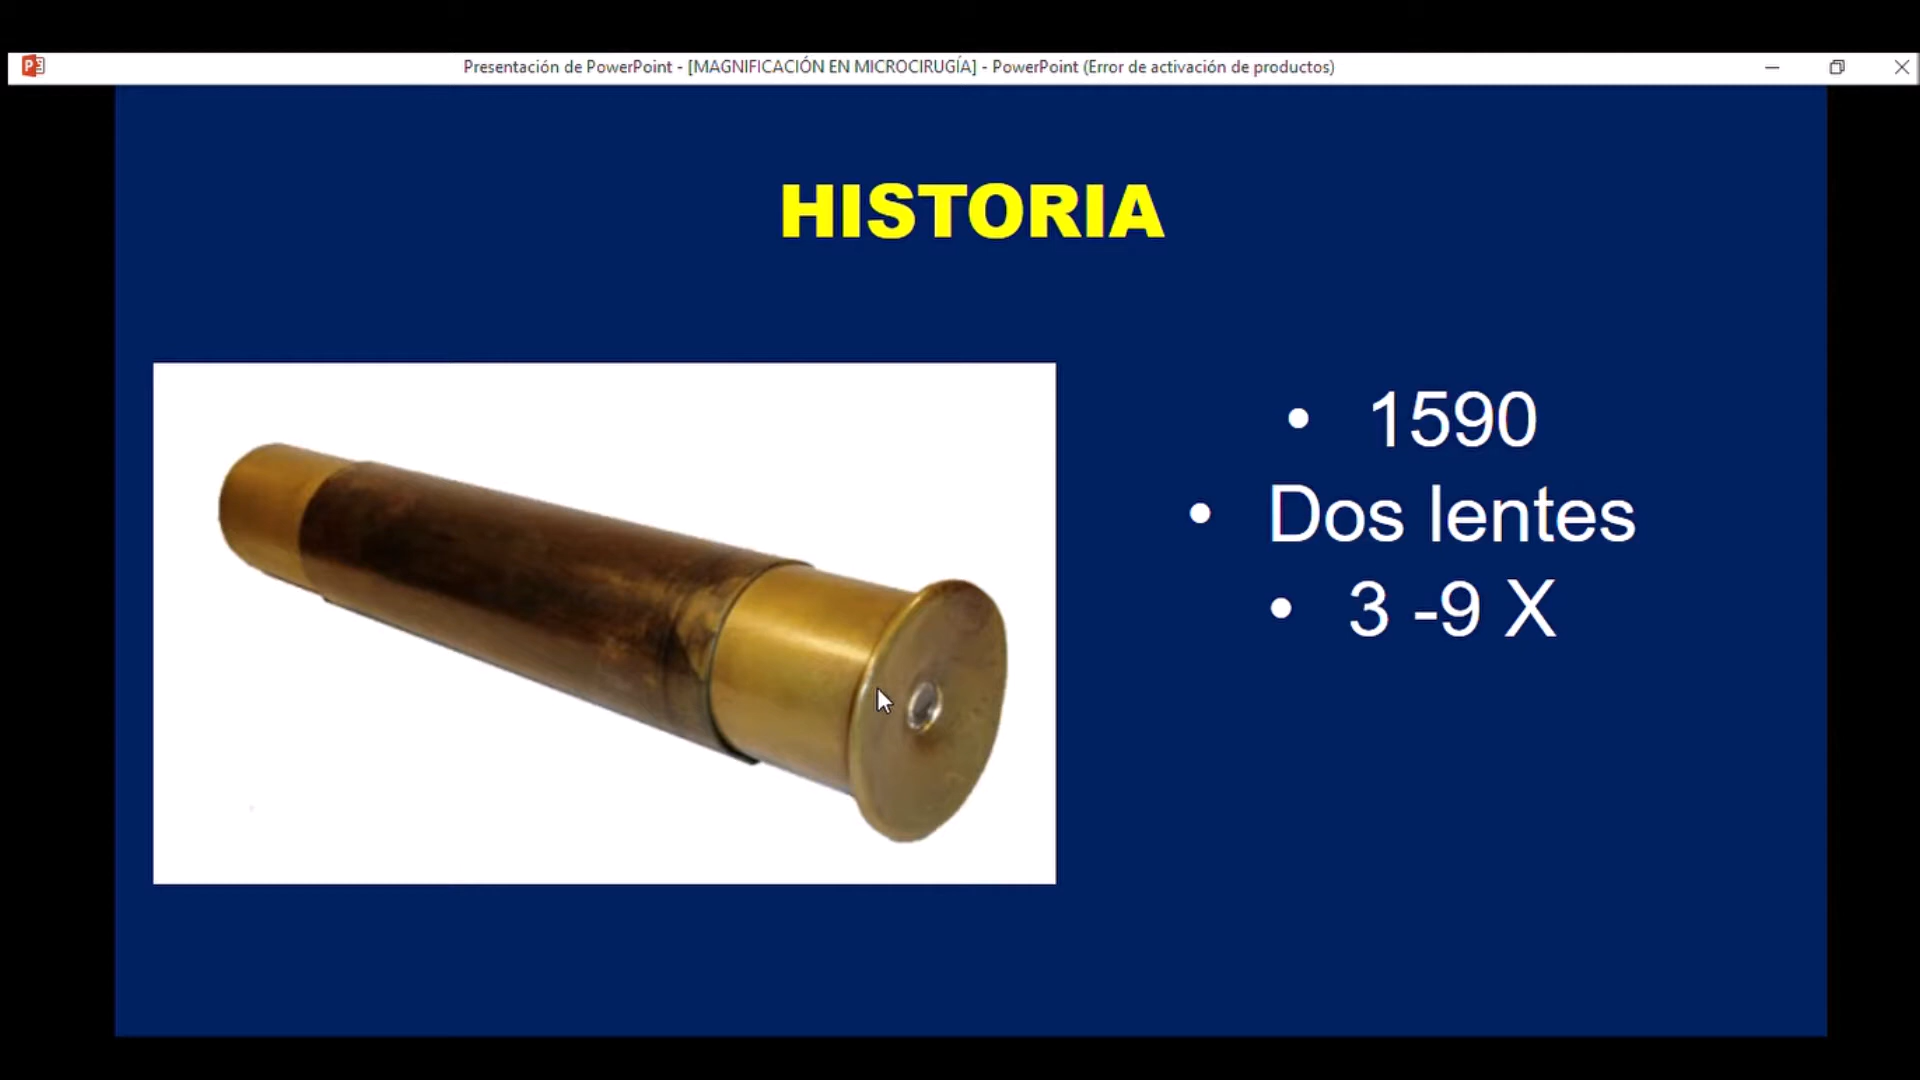 Presentación de PowerPoint - [MAGNIFICACIÓN EN MICROCIRUGÍA] - PowerPoint (Error de activación de productos)
HISTORIA
• 1590
• Dos lentes
• 3 -9 X